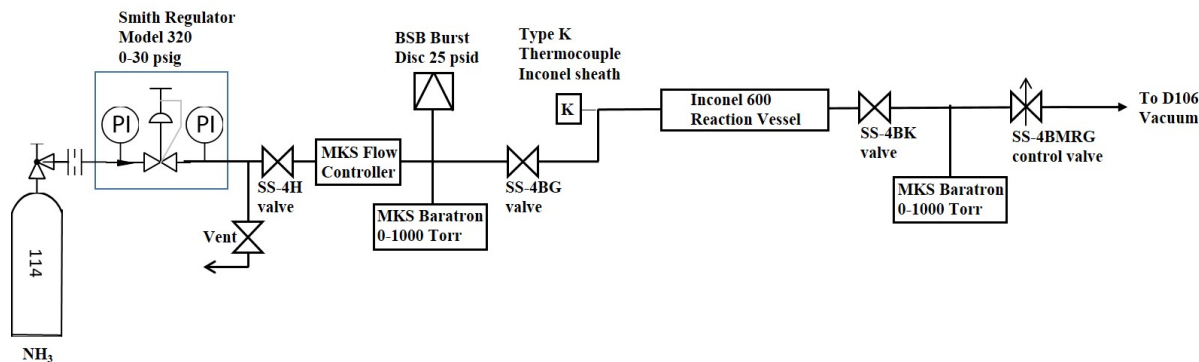 Smith Regulator
Model 320
0-30 psig
BSB Burst
Disc 25 psid
Type K
Thermocouple
Inconel sheath
PI
PI
K
Inconel 600
Reaction Vessel
To D106
Vacuum
SS-4BK
valve
SS-4BMRG
control valve
MKS Flow
Controller
SS-4H
valve
SS-4BG
valve
MKS Baratron
0-1000 Torr
MKS Baratron
0-1000 Torr
Vent
114
NH₃